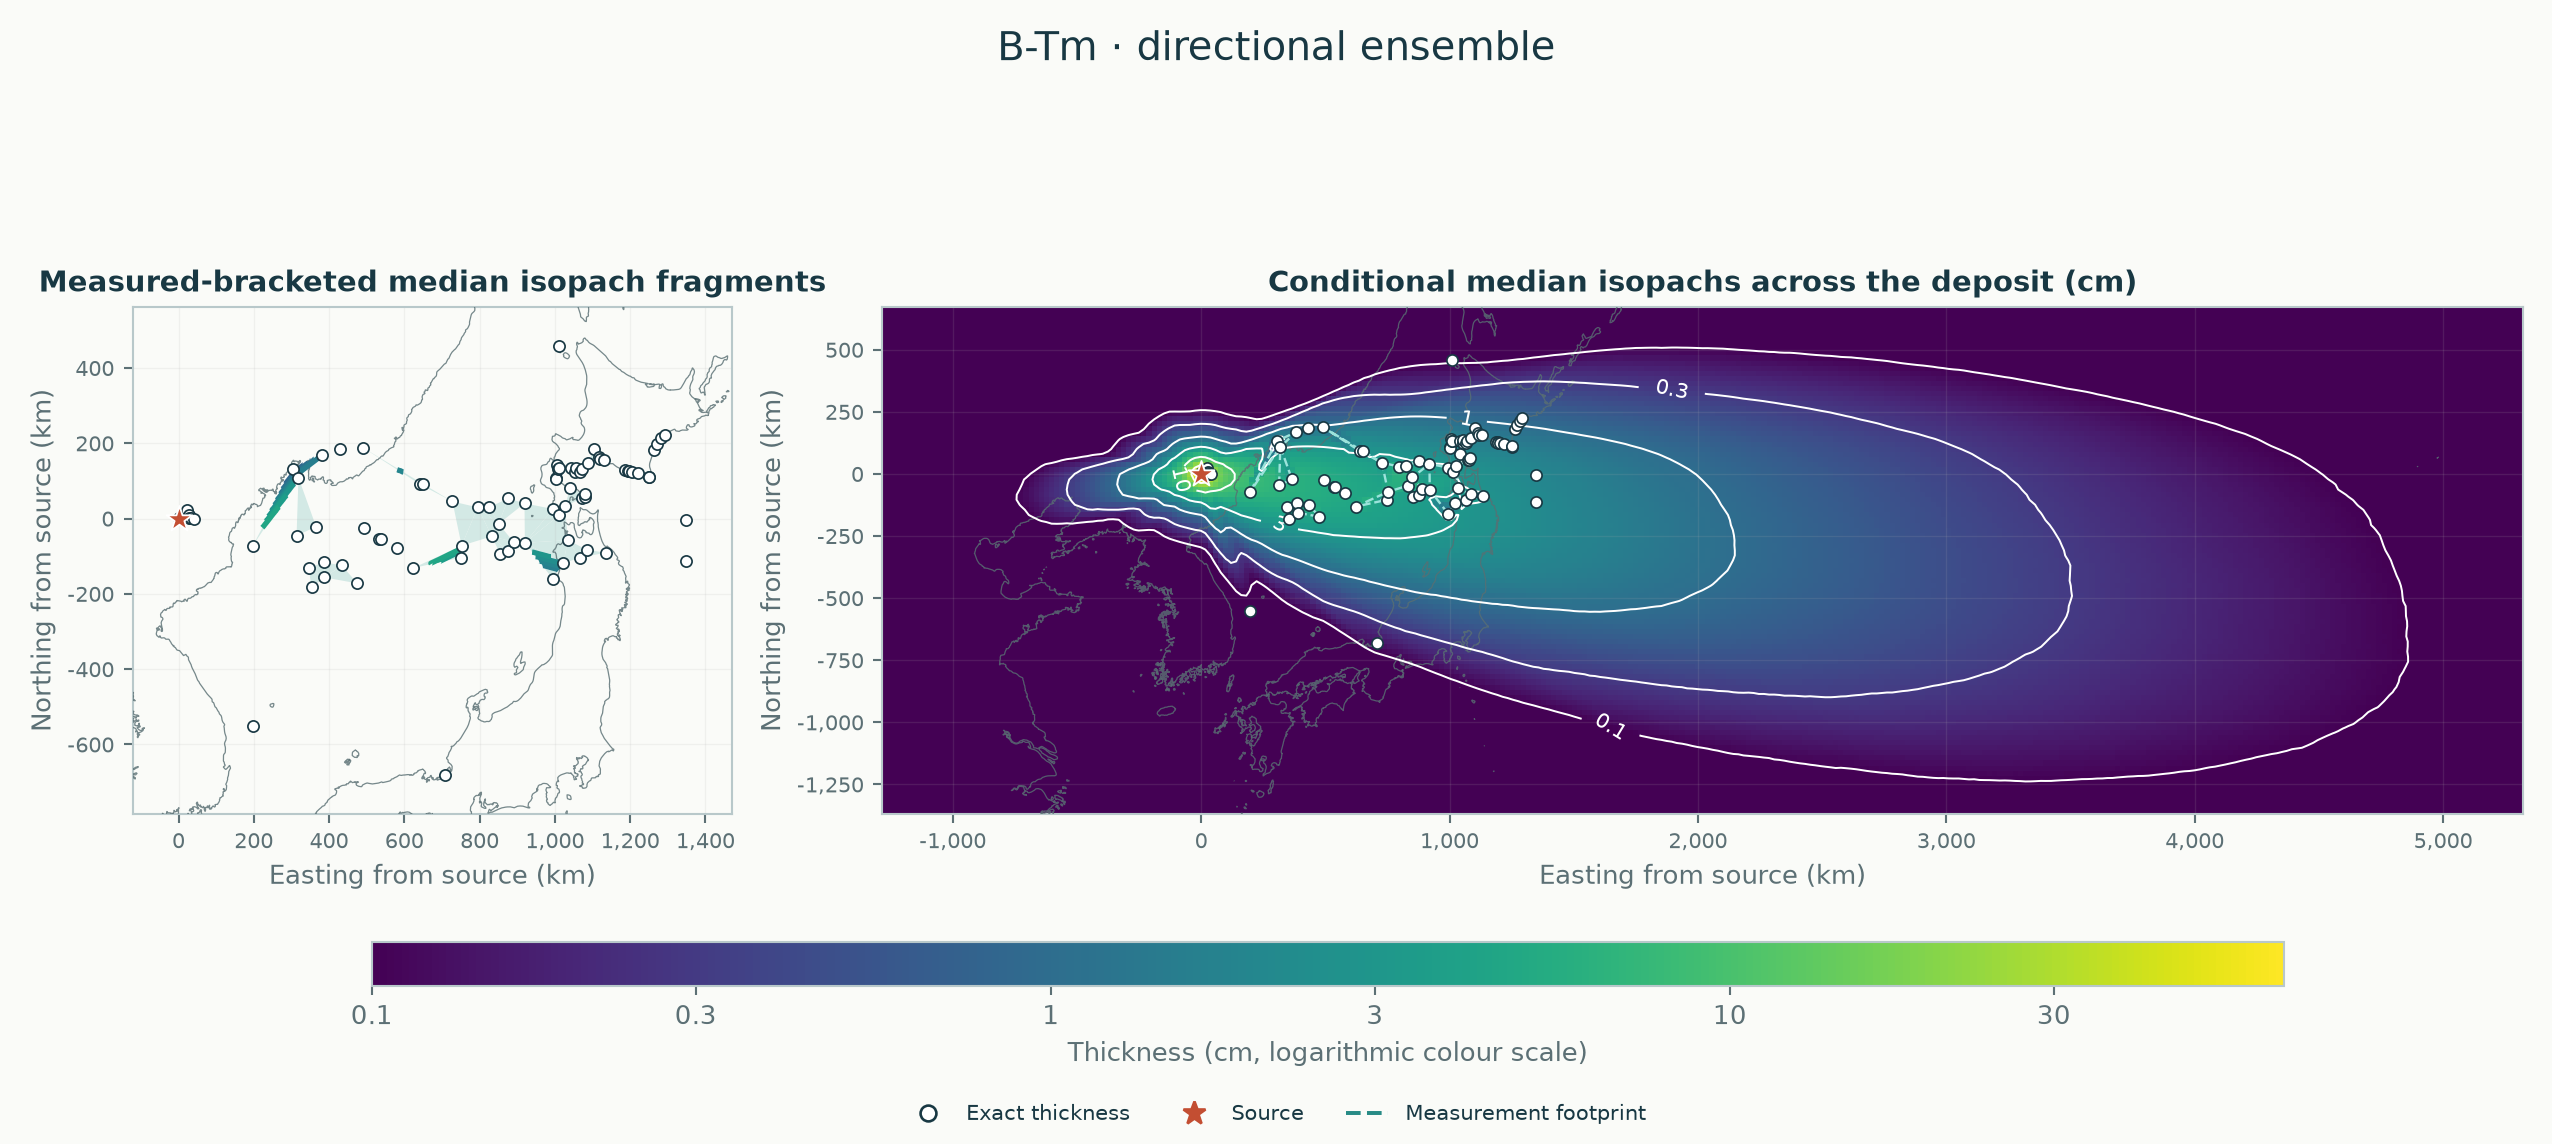 B-Tm · directional ensemble
Measured-bracketed median isopach fragments
Northing from source (km)
400
200
0
-200
-400
-600
0 200 400 600 800 1,000 1,200 1,400
Easting from source (km)
Conditional median isopachs across the deposit (cm)
Northing from source (km)
500
250
0
-250
-500
-750
-1,000
-1,250
0.3
1
10
3
0.1
-1,000 0 1,000 2,000 3,000 4,000 5,000
Easting from source (km)
0.1 0.3 1 3 10 30
Thickness (cm, logarithmic colour scale)
Exact thickness Source Measurement footprint